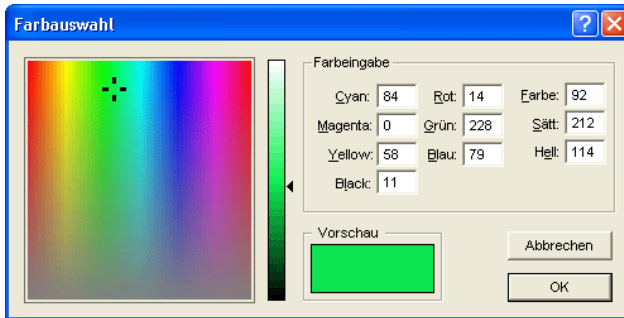 Farbauswahl
Farbeingabe
Cyan: 84 Rot: 14 Farbe: 92
Magenta: 0 Grün: 228 Sätt: 212
Yellow: 58 Blau: 79 Hell: 114
Black: 11
Vorschau
Abbrechen
OK